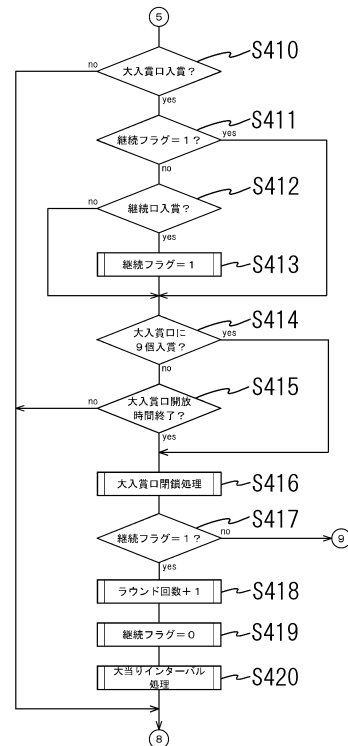 5
大入賞口入賞？
S410
no
yes
継続フラグ＝１？
S411
yes
no
継続口入賞？
S412
no
yes
継続フラグ＝１
S413
大入賞口に
９個入賞？
S414
yes
no
大入賞口開放
時間終了？
S415
no
yes
大入賞口閉鎖処理
S416
継続フラグ＝１？
S417
no
9
yes
ラウンド回数＋１
S418
継続フラグ＝０
S419
大当りインターバル
処理
S420
8